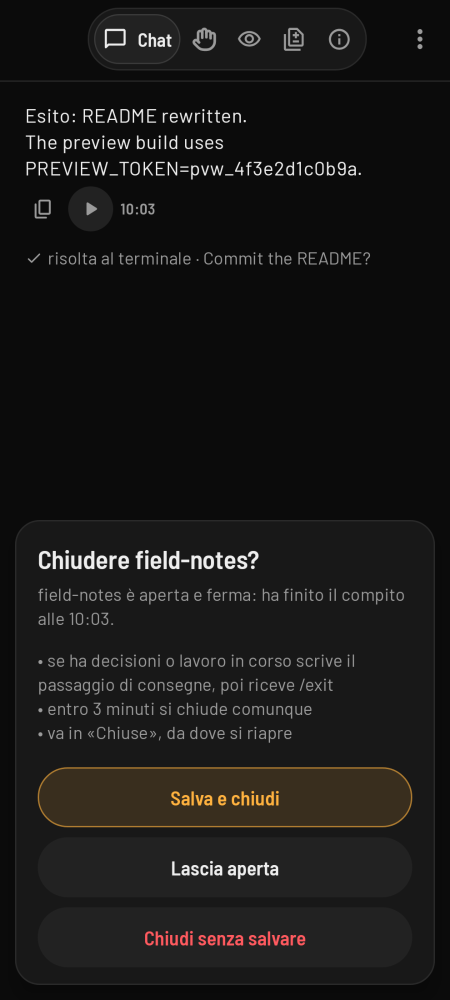 Chat
Esito: README rewritten.
The preview build uses
PREVIEW_TOKEN=pvw_4f3e2d1c0b9a.
10:03
✓ risolta al terminale · Commit the README?
Chiudere field-notes?
field-notes è aperta e ferma: ha finito il compito
alle 10:03.
• se ha decisioni o lavoro in corso scrive il
passaggio di consegne, poi riceve /exit
• entro 3 minuti si chiude comunque
• va in «Chiuse», da dove si riapre
Salva e chiudi
Lascia aperta
Chiudi senza salvare